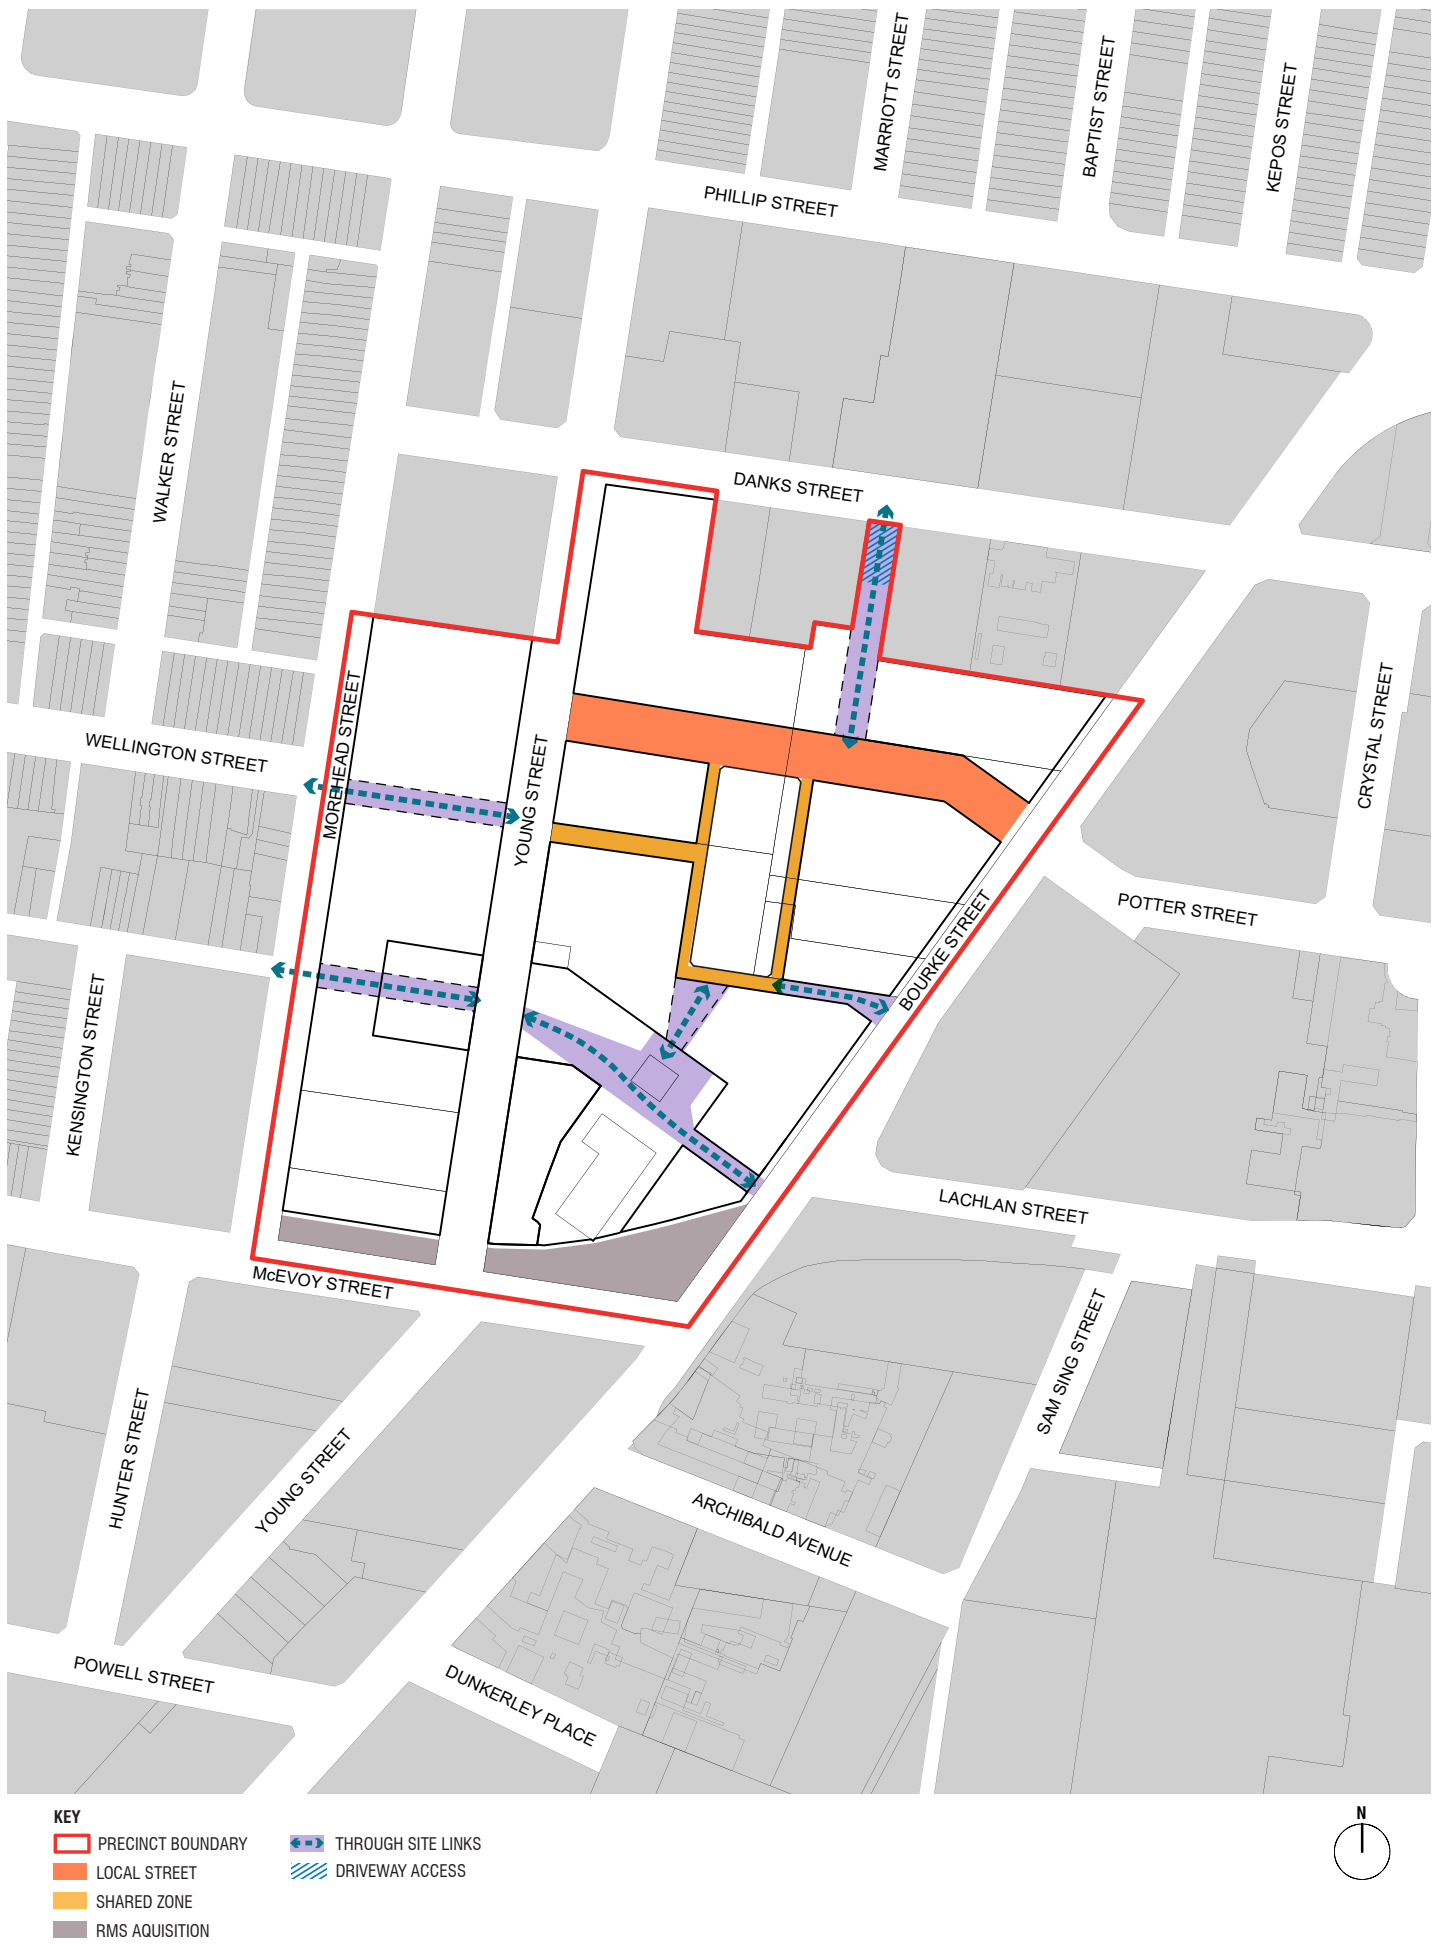 MARRIOTT STREET
BAPTIST STREET
KEPOS STREET
PHILLIP STREET
WALKER STREET
DANKS STREET
MOREHEAD STREET
WELLINGTON STREET
YOUNG STREET
CRYSTAL STREET
POTTER STREET
BOURKE STREET
KENSINGTON STREET
LACHLAN STREET
McEVOY STREET
SAM SING STREET
HUNTER STREET
YOUNG STREET
ARCHIBALD AVENUE
POWELL STREET
DUNKERLEY PLACE
KEY
PRECINCT BOUNDARY
LOCAL STREET
SHARED ZONE
RMS AQUISITION
THROUGH SITE LINKS
DRIVEWAY ACCESS
N